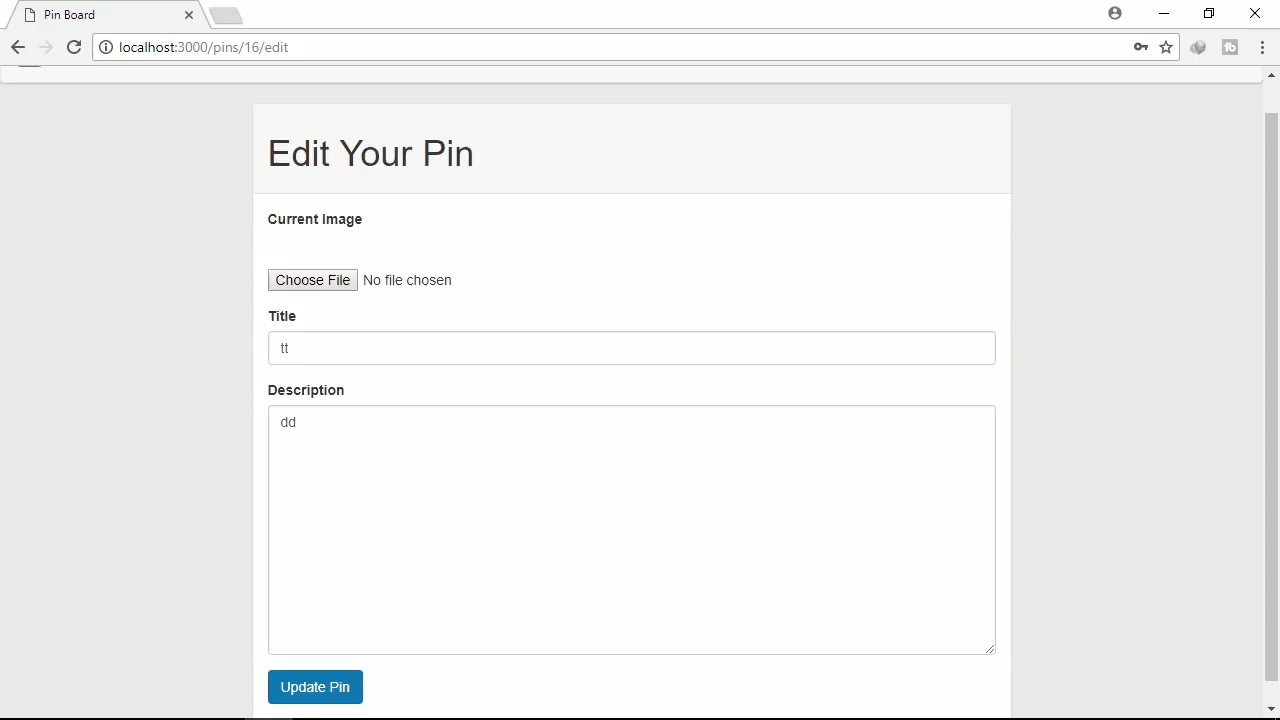 Pin Board
localhost:3000/pins/16/edit
Edit Your Pin
Current Image
Choose File No file chosen
Title
tt
Description
dd
Update Pin